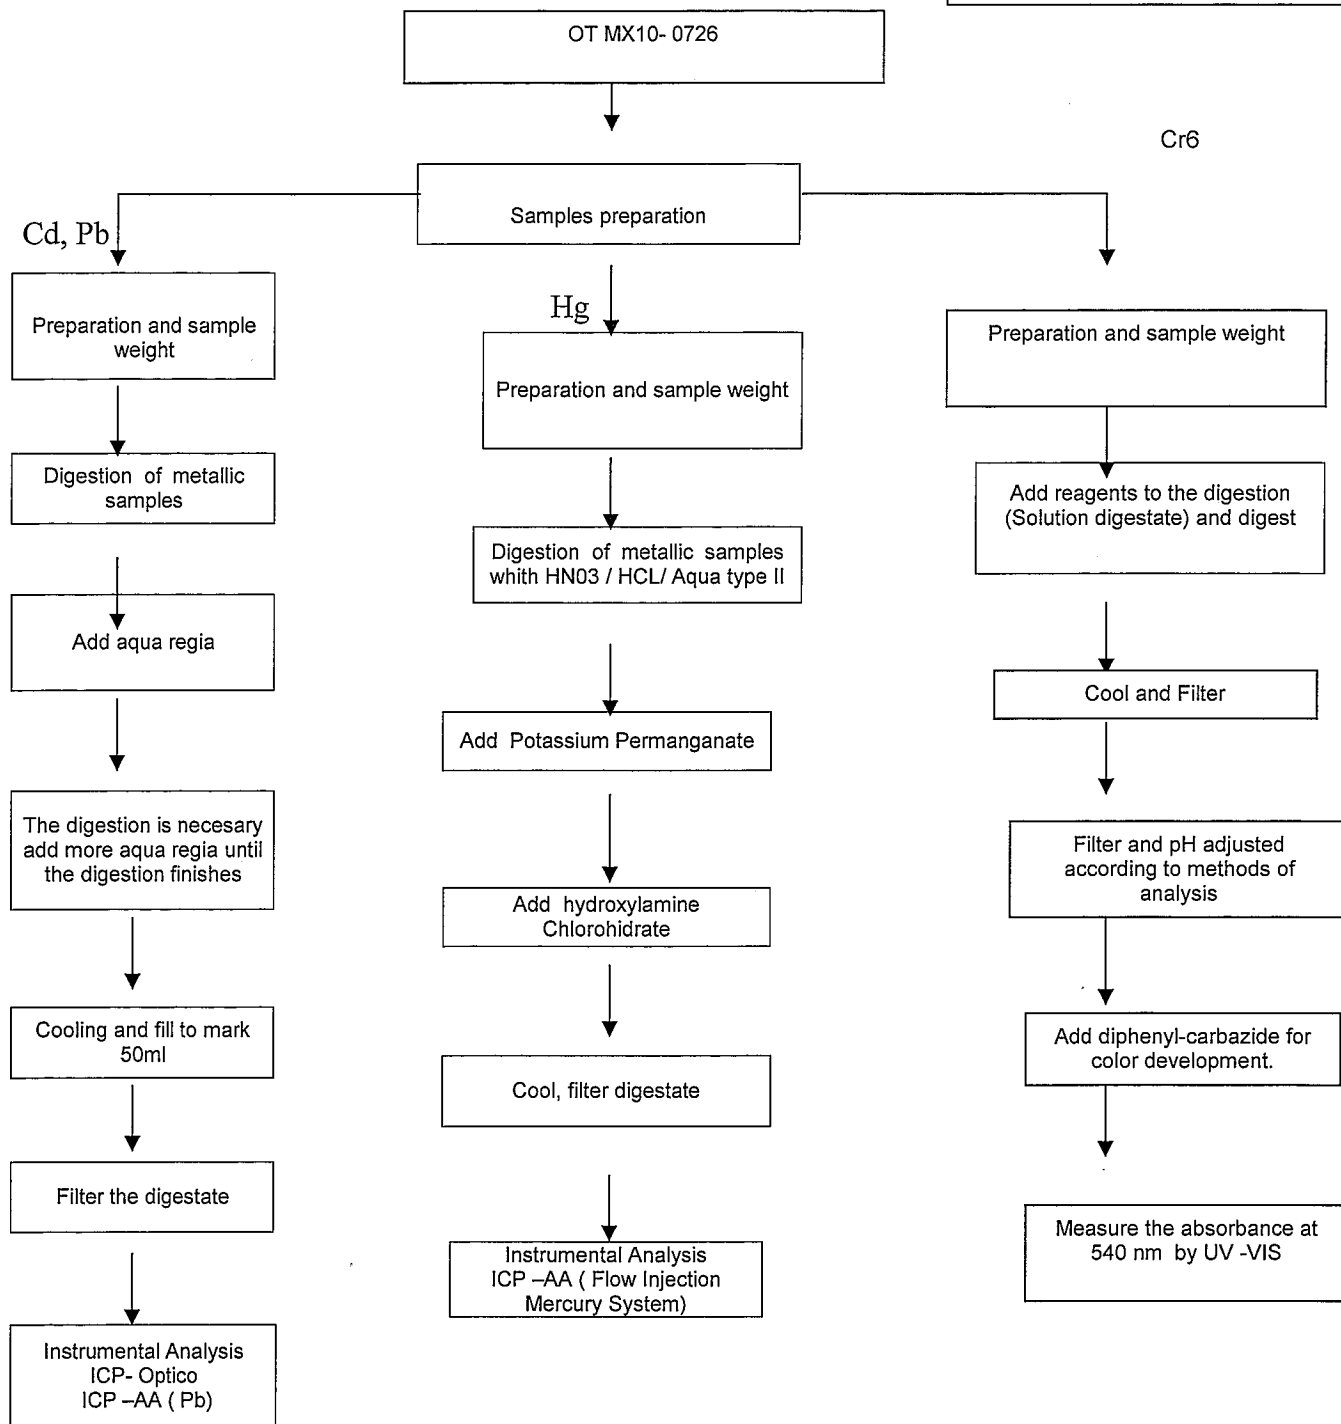 OT MX10- 0726
Cr6
Samples preparation
Cd, Pb
Preparation and sample
weight
Digestion of metallic
samples
Add aqua regia
The digestion is necesary
add more aqua regia until
the digestion finishes
Cooling and fill to mark
50ml
Filter the digestate
Instrumental Analysis
ICP- Optico
ICP –AA ( Pb)
Hg
Preparation and sample weight
Digestion of metallic samples
whith HN03 / HCL/ Aqua type II
Add Potassium Permanganate
Add hydroxylamine
Chlorohidrate
Cool, filter digestate
Instrumental Analysis
ICP –AA ( Flow Injection
Mercury System)
Preparation and sample weight
Add reagents to the digestion
(Solution digestate) and digest
Cool and Filter
Filter and pH adjusted
according to methods of
analysis
Add diphenyl-carbazide for
color development.
Measure the absorbance at
540 nm by UV -VIS